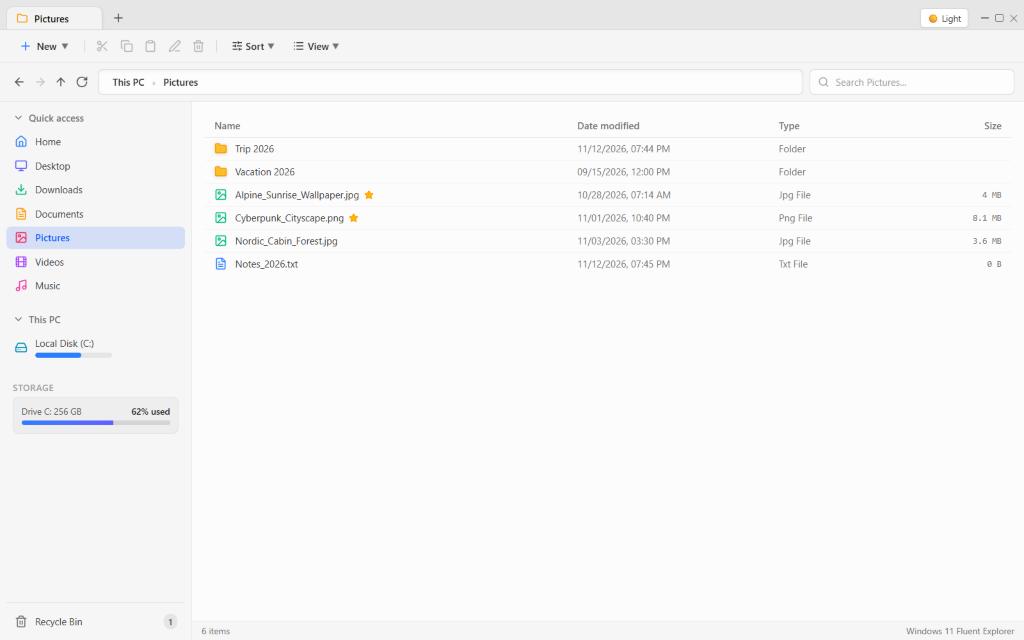 Pictures
Light
New
Sort
View
This PC Pictures
Search Pictures...
Quick access
Home
Desktop
Downloads
Documents
Pictures
Videos
Music
This PC
Local Disk (C:)
STORAGE
Drive C: 256 GB 62% used
Recycle Bin 1
Name Date modified Type Size
Trip 2026 11/12/2026, 07:44 PM Folder
Vacation 2026 09/15/2026, 12:00 PM Folder
Alpine_Sunrise_Wallpaper.jpg 10/28/2026, 07:14 AM Jpg File 4 MB
Cyberpunk_Cityscape.png 11/01/2026, 10:40 PM Png File 8.1 MB
Nordic_Cabin_Forest.jpg 11/03/2026, 03:30 PM Jpg File 3.6 MB
Notes_2026.txt 11/12/2026, 07:45 PM Txt File 0 B
6 items
Windows 11 Fluent Explorer